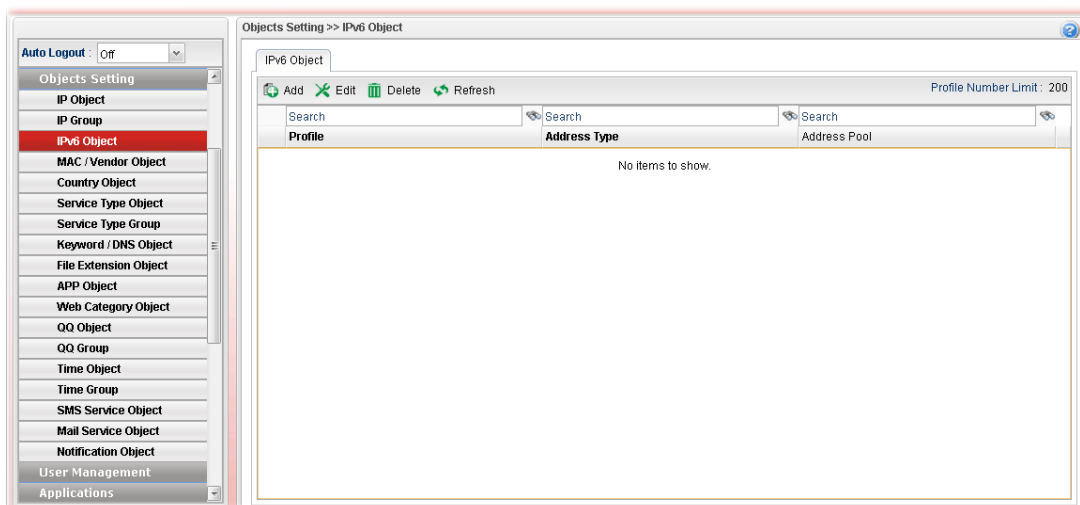 Objects Setting >> IPv6 Object
Auto Logout : Off
Objects Setting
IP Object
IP Group
IPv6 Object
MAC / Vendor Object
Country Object
Service Type Object
Service Type Group
Keyword / DNS Object
File Extension Object
APP Object
Web Category Object
QQ Object
QQ Group
Time Object
Time Group
SMS Service Object
Mail Service Object
Notification Object
User Management
Applications
IPv6 Object
Add Edit Delete Refresh Profile Number Limit : 200
Search Search Search
Profile Address Type Address Pool
No items to show.